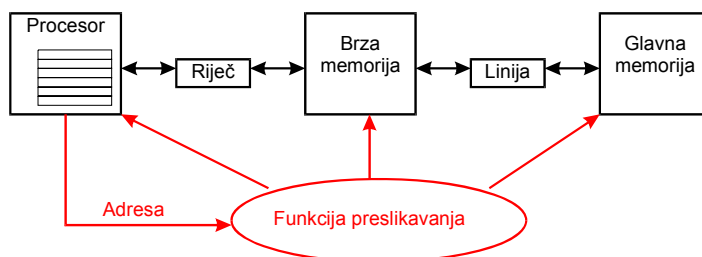 Procesor
Riječ
Brza
memorija
Linija
Glavna
memorija
Adresa
Funkcija preslikavanja